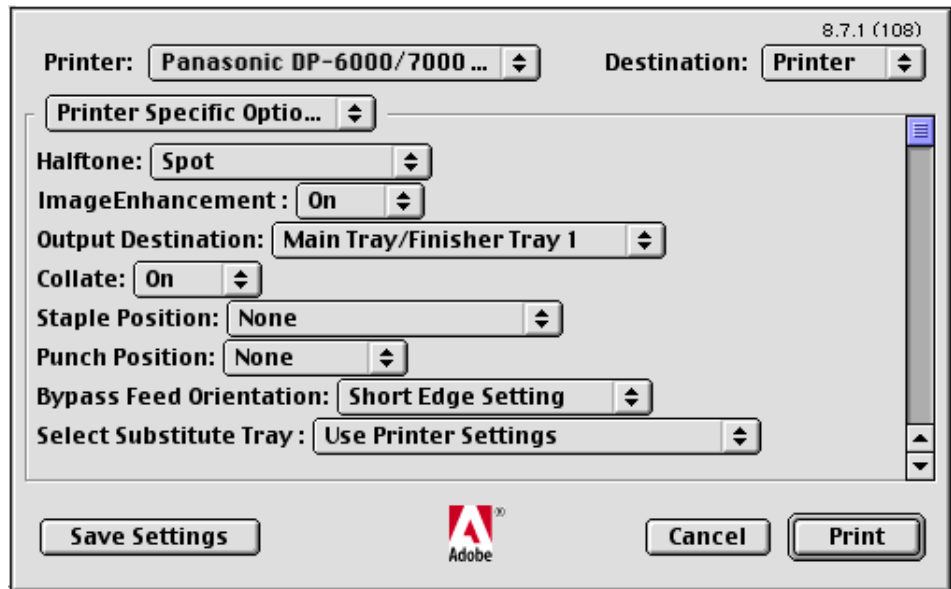 8.7.1 (108)
Printer: Panasonic DP-6000/7000 ... Destination: Printer
Printer Specific Optio...
Halftone: Spot
ImageEnhancement : On
Output Destination: Main Tray/Finisher Tray 1
Collate: On
Staple Position: None
Punch Position: None
Bypass Feed Orientation: Short Edge Setting
Select Substitute Tray : Use Printer Settings
Save Settings Adobe® Cancel Print